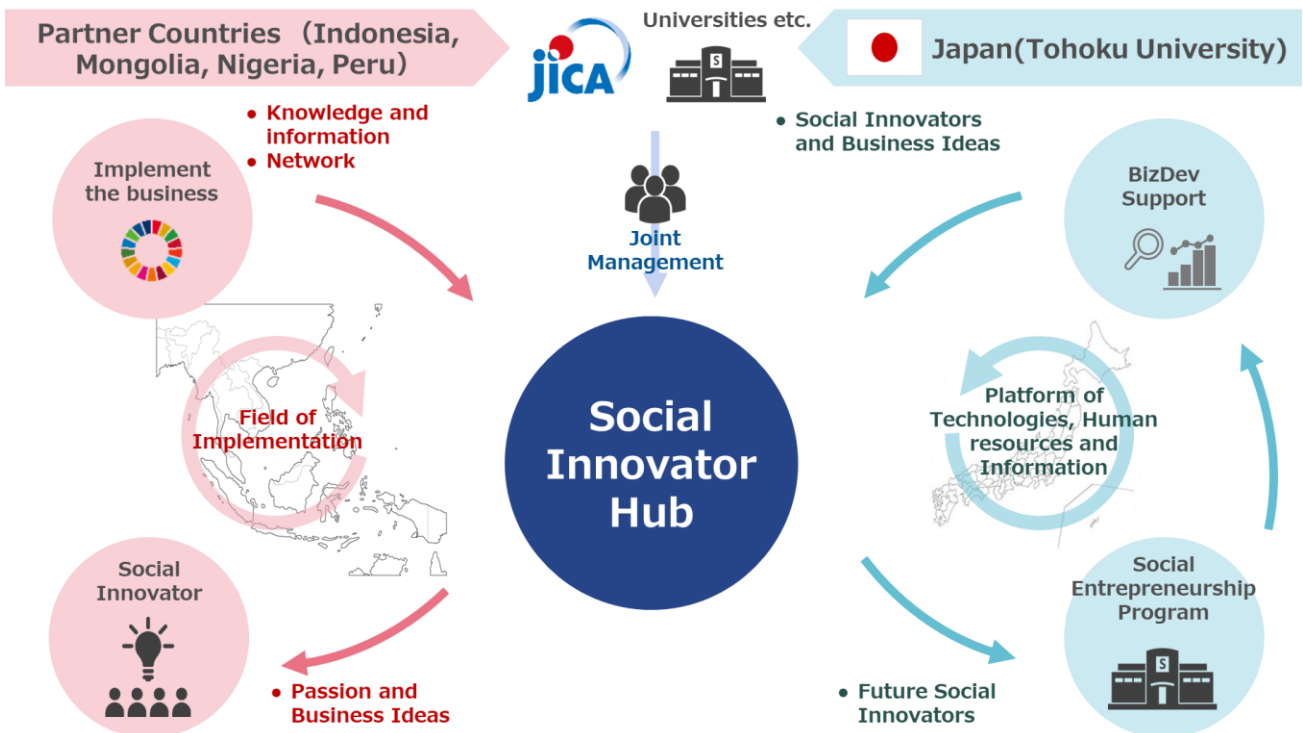 Partner Countries （Indonesia,
Mongolia, Nigeria, Peru）
jICA
Universities etc.
S
Japan(Tohoku University)
• Knowledge and
information
• Network
• Social Innovators
and Business Ideas
Implement
the business
BizDev
Support
Joint
Management
Field of
Implementation
Social
Innovator
Hub
Platform of
Technologies, Human
resources and
Information
Social
Innovator
Social
Entrepreneurship
Program
S
• Passion and
Business Ideas
• Future Social
Innovators